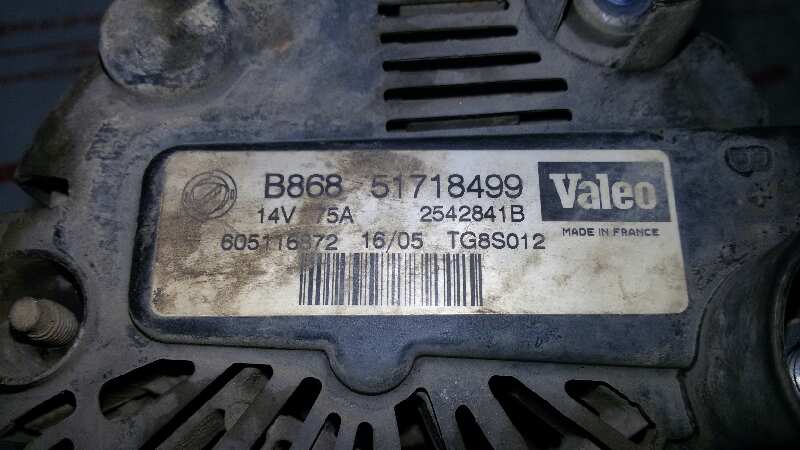 B868 51718499
14V 75A 2542841B
605116872 16/05 TG8S012
Valeo
MADE IN FRANCE
B+